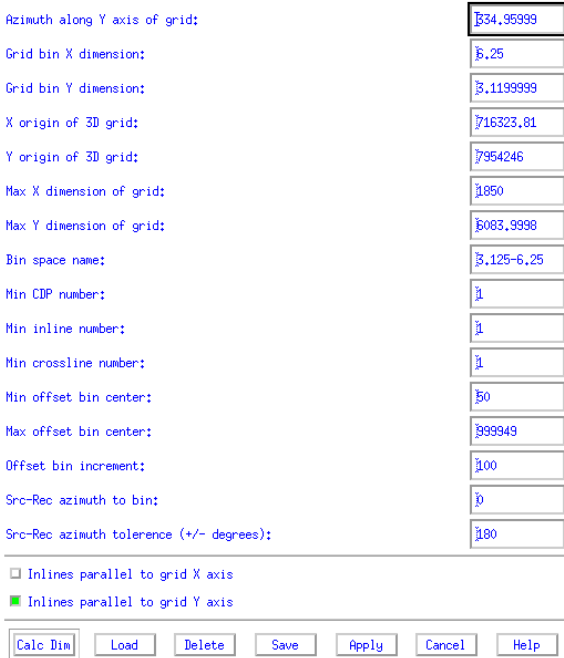 Azimuth along Y axis of grid: 334.95999
Grid bin X dimension: 6.25
Grid bin Y dimension: 3.1199999
X origin of 3D grid: 716323.81
Y origin of 3D grid: 7954246
Max X dimension of grid: 1850
Max Y dimension of grid: 6083.9998
Bin space name: 3.125-6.25
Min CDP number: 1
Min inline number: 1
Min crossline number: 1
Min offset bin center: 50
Max offset bin center: 999949
Offset bin increment: 100
Src-Rec azimuth to bin: 0
Src-Rec azimuth tolerence (+/- degrees): 180
Inlines parallel to grid X axis
Inlines parallel to grid Y axis
Calc Dim Load Delete Save Apply Cancel Help